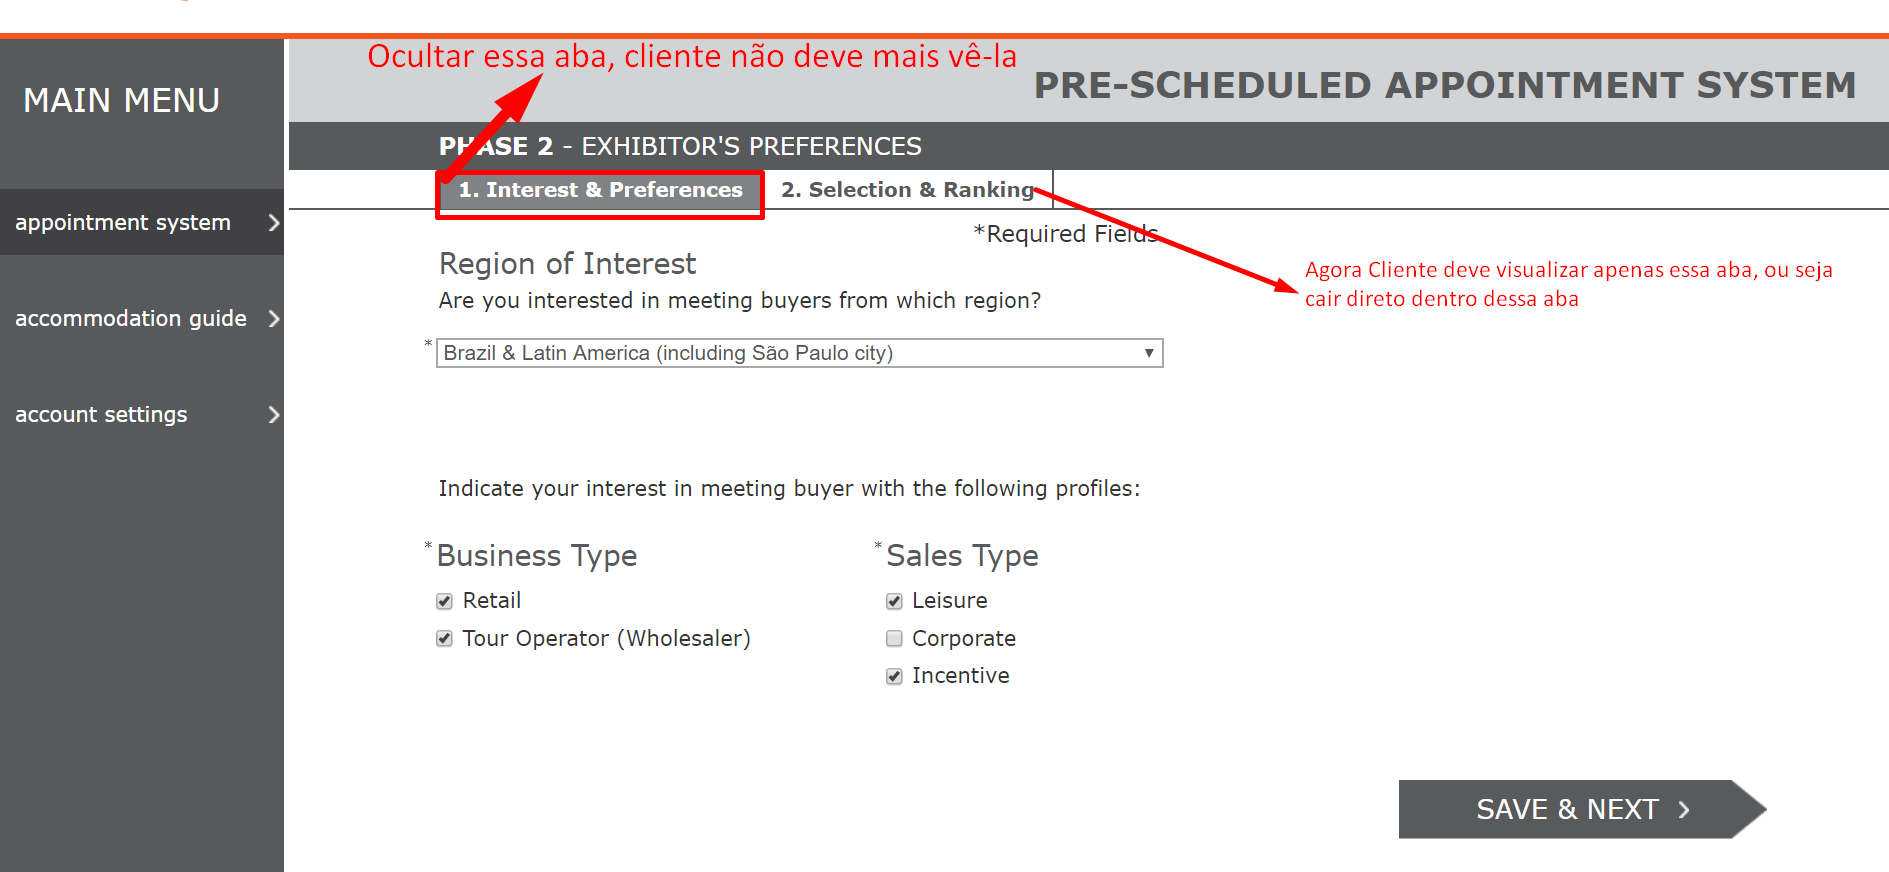 Ocultar essa aba, cliente não deve mais vê-la
PRE-SCHEDULED APPOINTMENT SYSTEM
MAIN MENU
PHASE 2 - EXHIBITOR'S PREFERENCES
1. Interest & Preferences
2. Selection & Ranking
appointment system
*Required Fields
Region of Interest
Are you interested in meeting buyers from which region?
Agora Cliente deve visualizar apenas essa aba, ou seja
cair direto dentro dessa aba
accommodation guide
* Brazil & Latin America (including São Paulo city)
account settings
Indicate your interest in meeting buyer with the following profiles:
*Business Type
*Sales Type
Retail
Leisure
Tour Operator (Wholesaler)
Corporate
Incentive
SAVE & NEXT